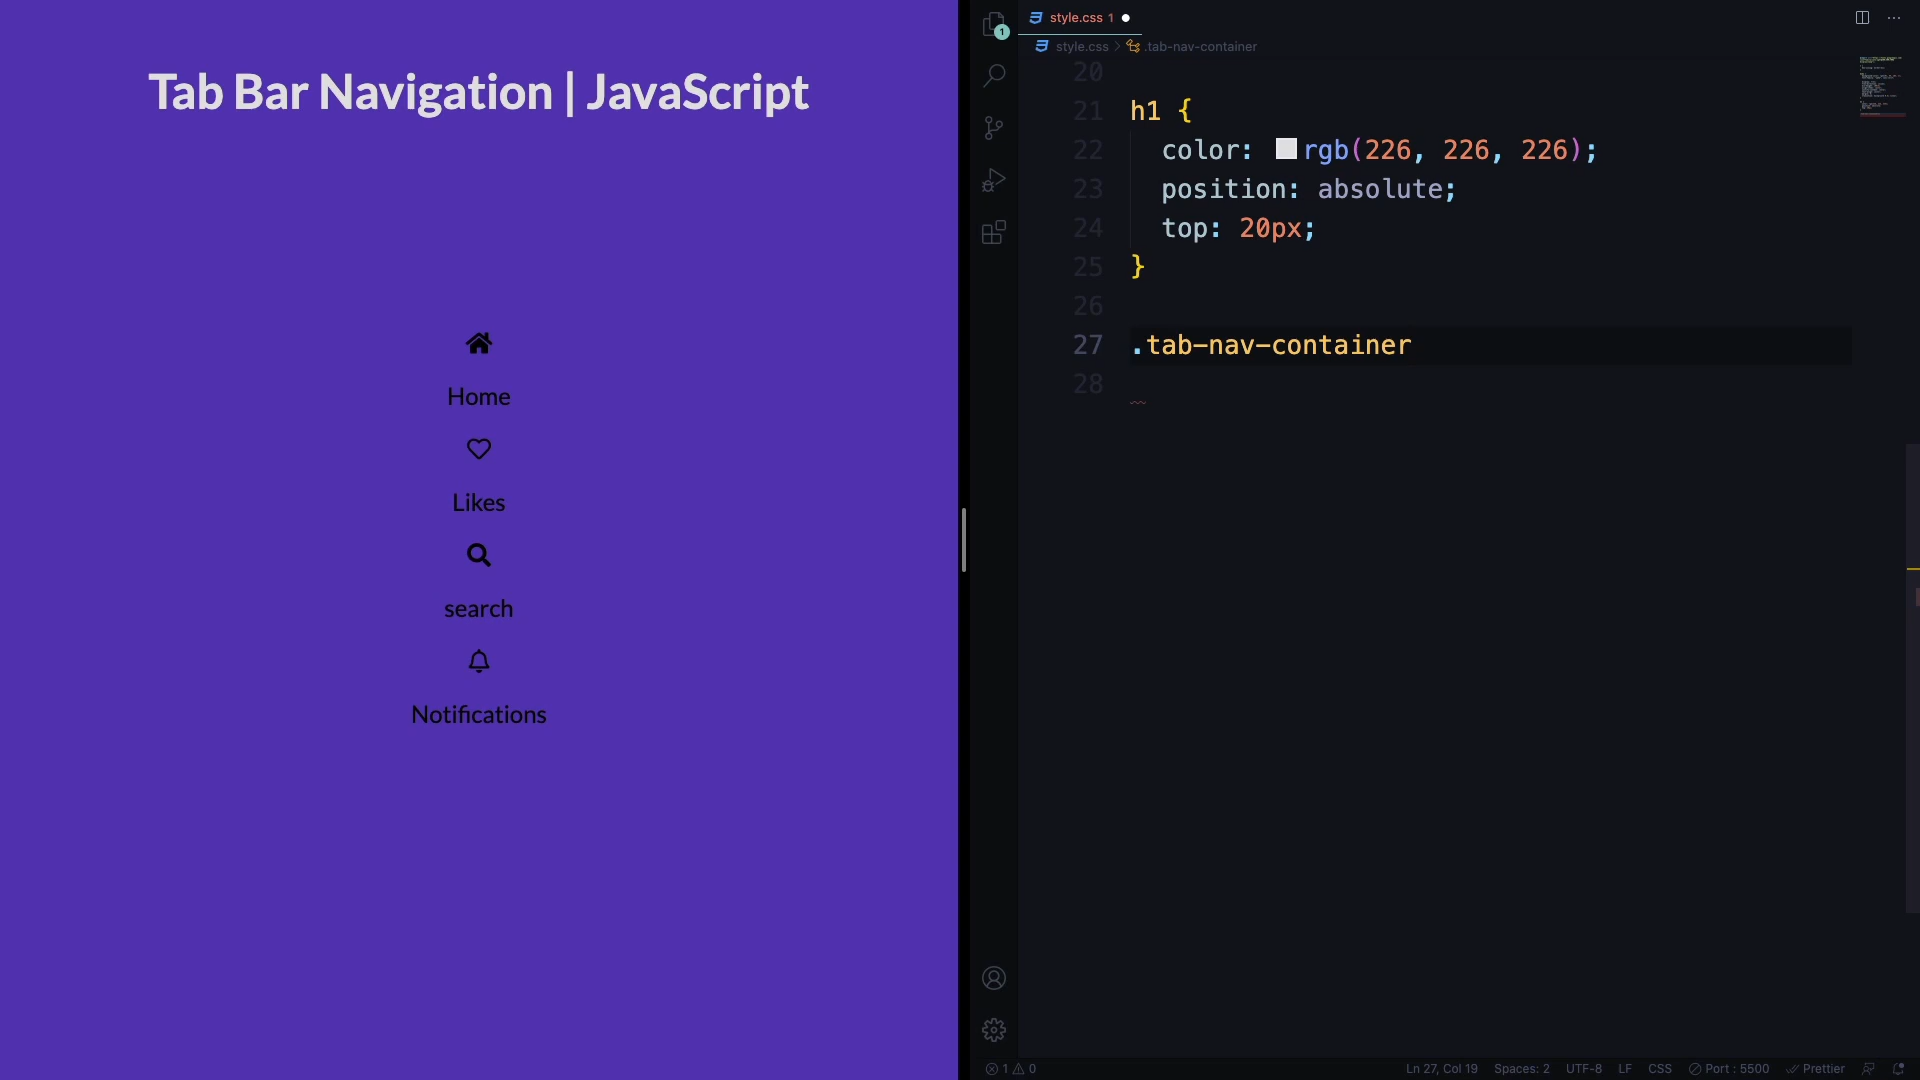 Tab Bar Navigation | JavaScript
Home
Likes
search
Notifications
1
style.css 1
style.css > .tab-nav-container
20
21 h1 {
22 color: rgb(226, 226, 226);
23 position: absolute;
24 top: 20px;
25 }
26
27 .tab-nav-container
28
1 0
Ln 27, Col 19 Spaces: 2 UTF-8 LF CSS Port : 5500 Prettier